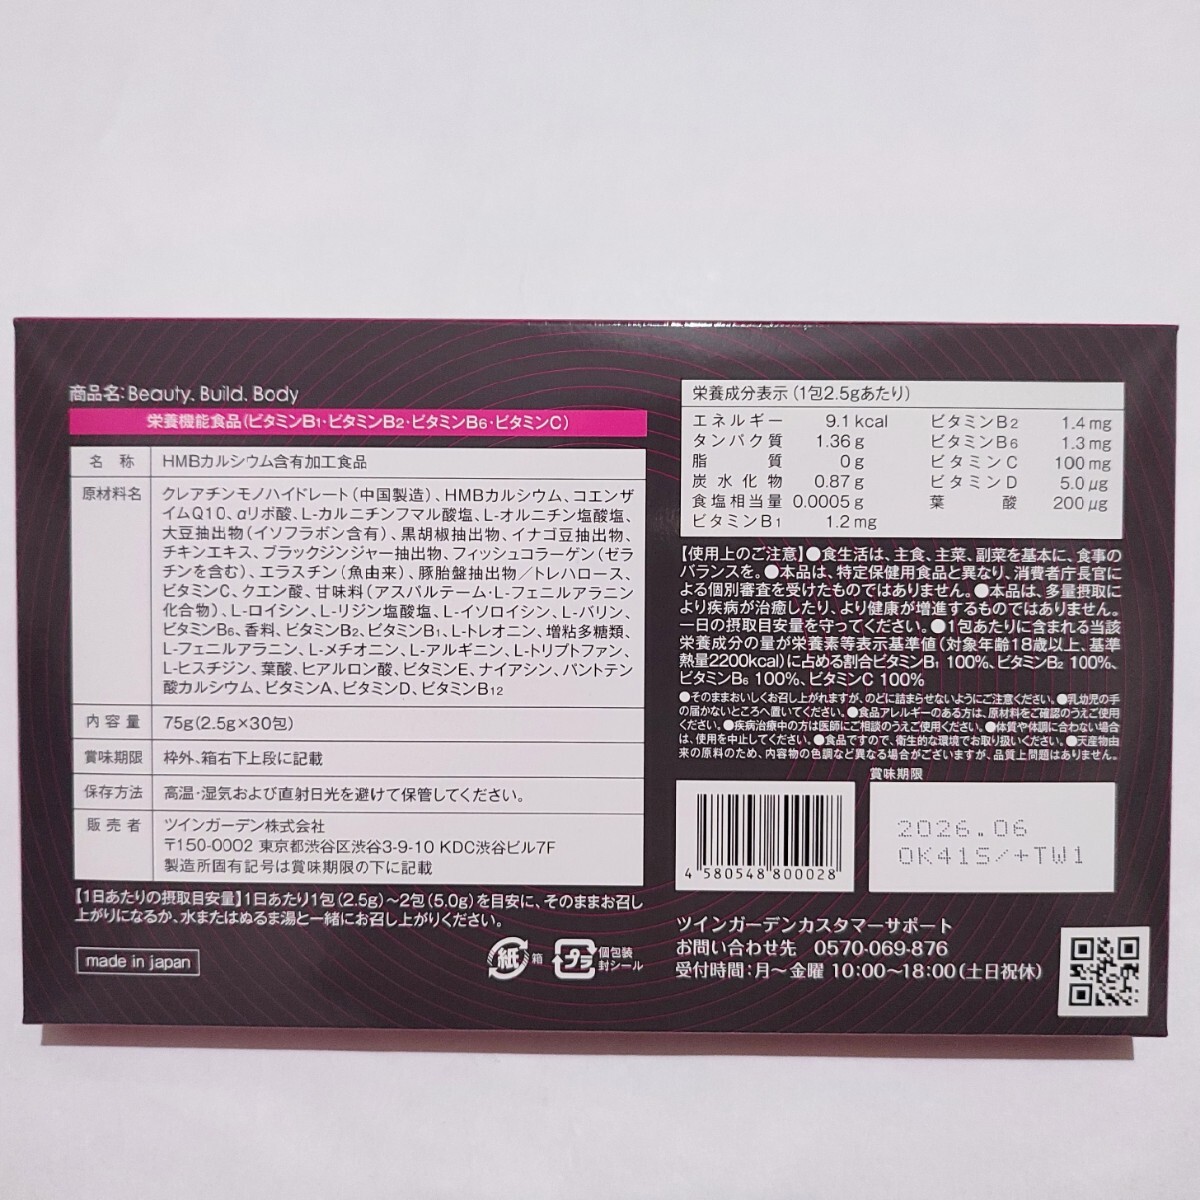 商品名:Beauty. Build. Body
栄養機能食品(ビタミンB1・ビタミンB2・ビタミンB6・ビタミンC)
名 称 HMBカルシウム含有加工食品
原材料名 クレアチンモノハイドレート(中国製造)、HMBカルシウム、コエンザ
イムQ10、αリポ酸、L-カルニチンフマル酸塩、L-オルニチン塩酸塩、
大豆抽出物(イソフラボン含有)、黒胡椒抽出物、イナゴ豆抽出物、
チキンエキス、ブラックジンジャー抽出物、フィッシュコラーゲン(ゼラ
チンを含む)、エラスチン(魚由来)、豚胎盤抽出物/トレハロース、
ビタミンC、クエン酸、甘味料(アスパルテーム・L-フェニルアラニン
化合物)、L-ロイシン、L-リジン塩酸塩、L-イソロイシン、L-バリン、
ビタミンB6、香料、ビタミンB2、ビタミンB1、L-トレオニン、増粘多糖類、
L-フェニルアラニン、L-メチオニン、L-アルギニン、L-トリプトファン、
L-ヒスチジン、葉酸、ヒアルロン酸、ビタミンE、ナイアシン、パントテン
酸カルシウム、ビタミンA、ビタミンD、ビタミンB12
内容量 75g(2.5g×30包)
賞味期限 枠外、箱右下上段に記載
保存方法 高温・湿気および直射日光を避けて保管してください。
販売者 ツインガーデン株式会社
〒150-0002 東京都渋谷区渋谷3-9-10 KDC渋谷ビル7F
製造所固有記号は賞味期限の下に記載
【1日あたりの摂取目安量】1日あたり1包(2.5g)~2包(5.0g)を目安に、そのままお召し
上がりになるか、水またはぬるま湯と一緒にお召し上がりください。
made in japan
紙 箱
プラ 個包装
封シール
栄養成分表示(1包2.5gあたり)
エネルギー 9.1kcal
タンパク質 1.36g
脂質 0g
炭水化物 0.87g
食塩相当量 0.0005g
ビタミンB1 1.2mg
ビタミンB2 1.4mg
ビタミンB6 1.3mg
ビタミンC 100mg
ビタミンD 5.0μg
葉酸 200μg
【使用上のご注意】●食生活は、主食、主菜、副菜を基本に、食事の
バランスを。●本品は、特定保健用食品と異なり、消費者庁長官に
よる個別審査を受けたものではありません。●本品は、多量摂取に
より疾病が治癒したり、より健康が増進するものではありません。
一日の摂取目安量を守ってください。●1包あたりに含まれる当該
栄養成分の量が栄養素等表示基準値(対象年齢18歳以上、基準
熱量2200kcal)に占める割合ビタミンB1 100%、ビタミンB2 100%、
ビタミンB6 100%、ビタミンC 100%
●そのままおいしくお召し上がれますが、のどに詰まらせないようにご注意ください。●乳幼児の手
の届かないところへ置いてください。●食品アレルギーのある方は、原材料をご確認のうえご使用
ください。●疾病治療中の方は医師にご相談のうえご使用ください。●体質や体調に合わない場合
は、使用を中止してください。●食品ですので、衛生的な環境でお取り扱いください。●天産物由
来の原料のため、内容物の色調など異なる場合がございますが、品質上問題はありません。
賞味期限
2026.06
OK41S/+TW1
4 580548 800028
ツインガーデンカスタマーサポート
お問い合わせ先 0570-069-876
受付時間:月~金曜 10:00~18:00(土日祝休)